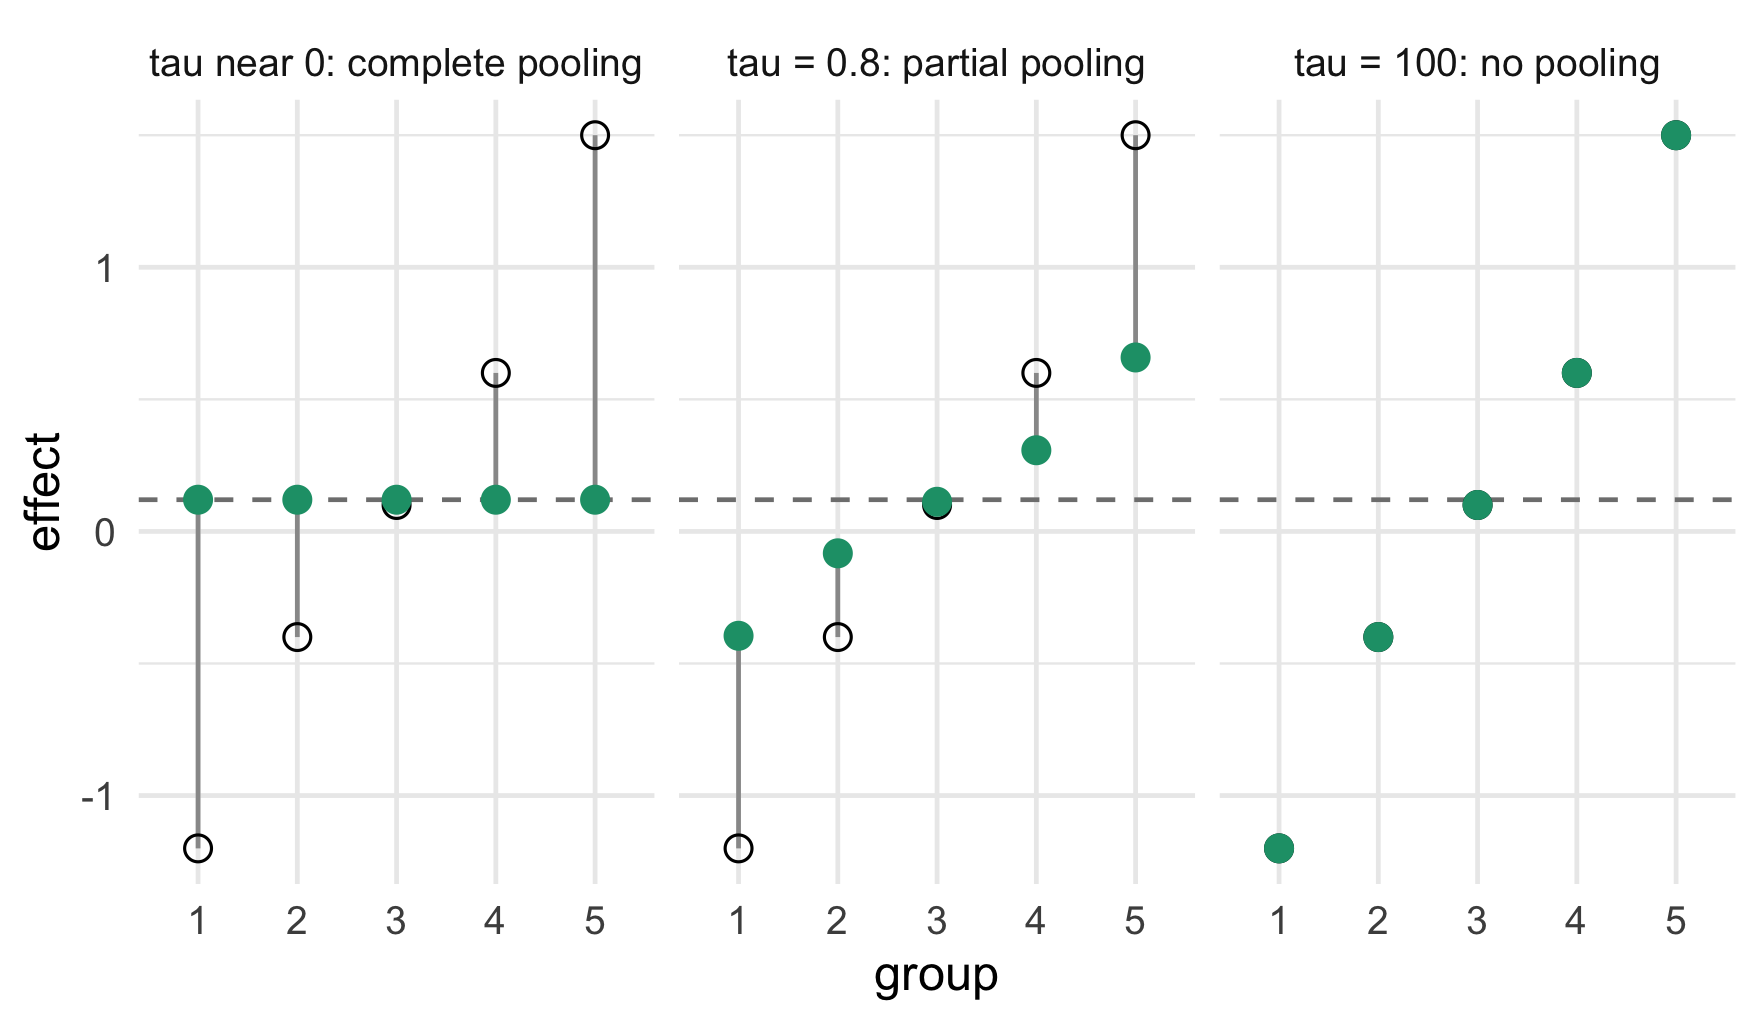 tau near 0: complete pooling
tau = 0.8: partial pooling
tau = 100: no pooling
effect
1
0
-1
1 2 3 4 5
1 2 3 4 5
1 2 3 4 5
group